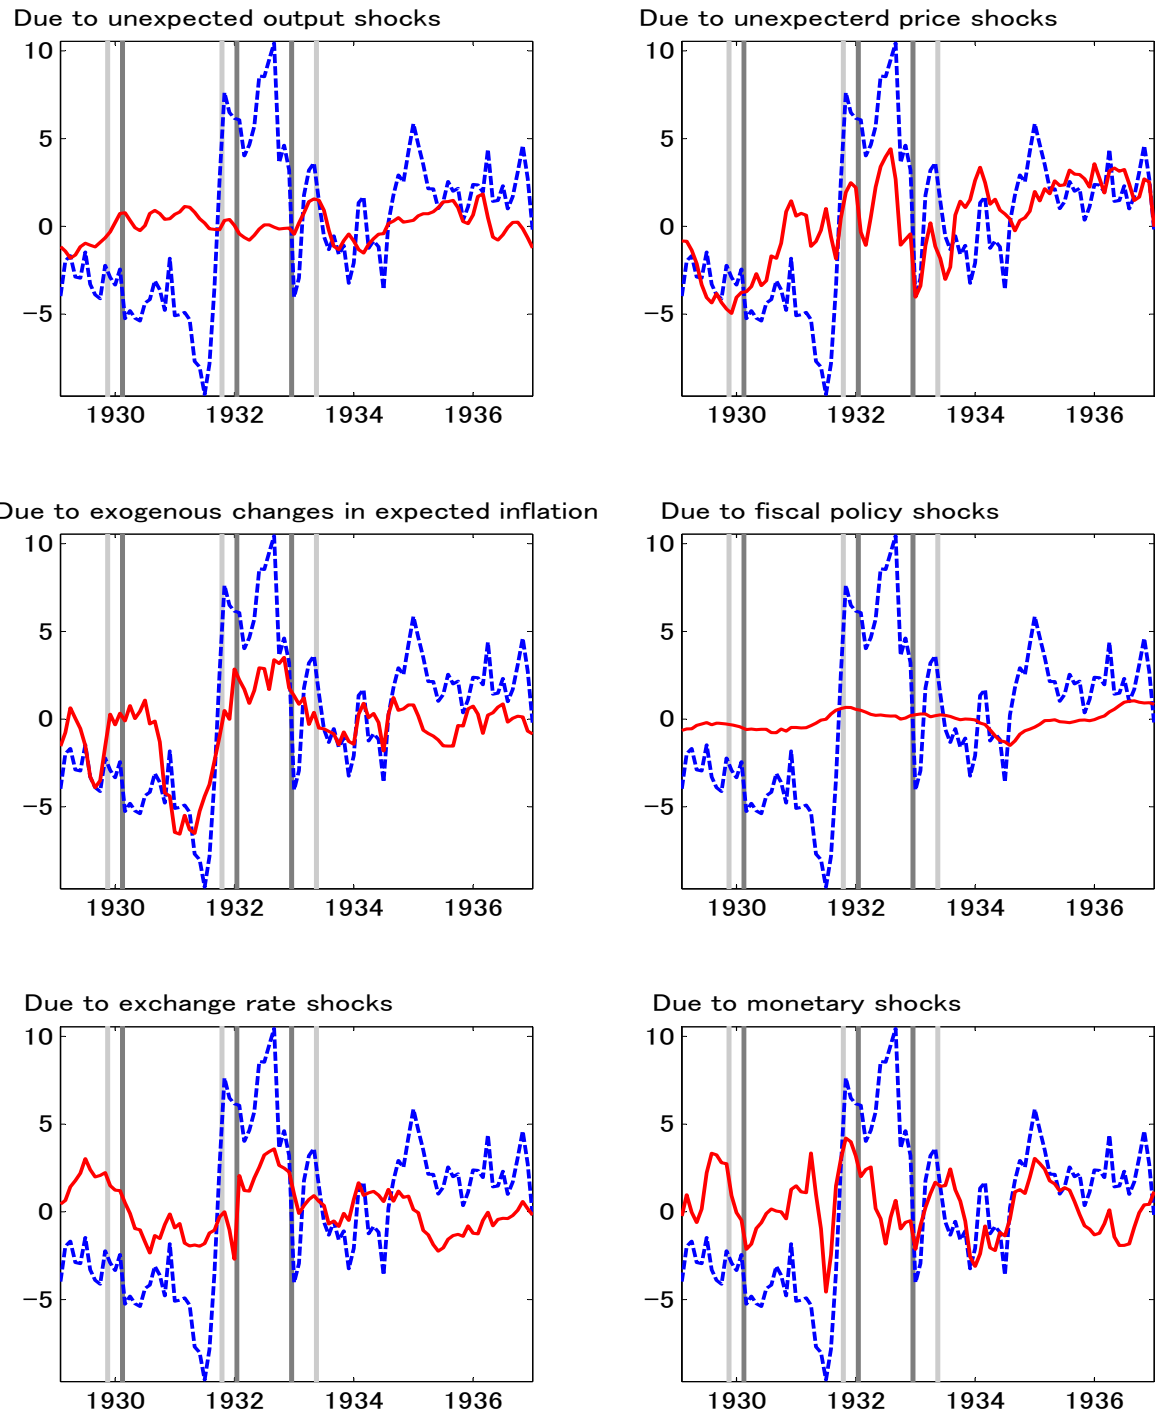 Due to unexpected output shocks
10
5
0
−5
1930 1932 1934 1936
Due to unexpecterd price shocks
10
5
0
−5
1930 1932 1934 1936
Due to exogenous changes in expected inflation
10
5
0
−5
1930 1932 1934 1936
Due to fiscal policy shocks
10
5
0
−5
1930 1932 1934 1936
Due to exchange rate shocks
10
5
0
−5
1930 1932 1934 1936
Due to monetary shocks
10
5
0
−5
1930 1932 1934 1936